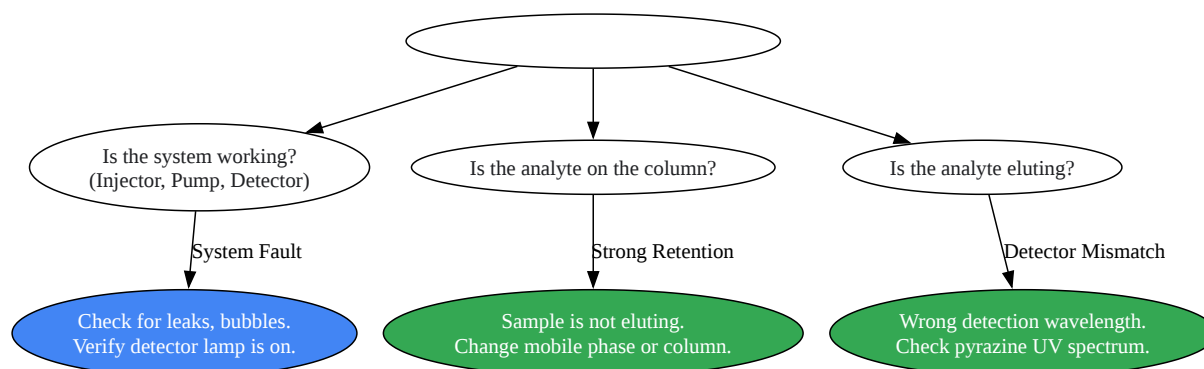 Is the system working?
(Injector, Pump, Detector)
Is the analyte on the column?
Is the analyte eluting?
System Fault
Strong Retention
Detector Mismatch
Check for leaks, bubbles.
Verify detector lamp is on.
Sample is not eluting.
Change mobile phase or column.
Wrong detection wavelength.
Check pyrazine UV spectrum.